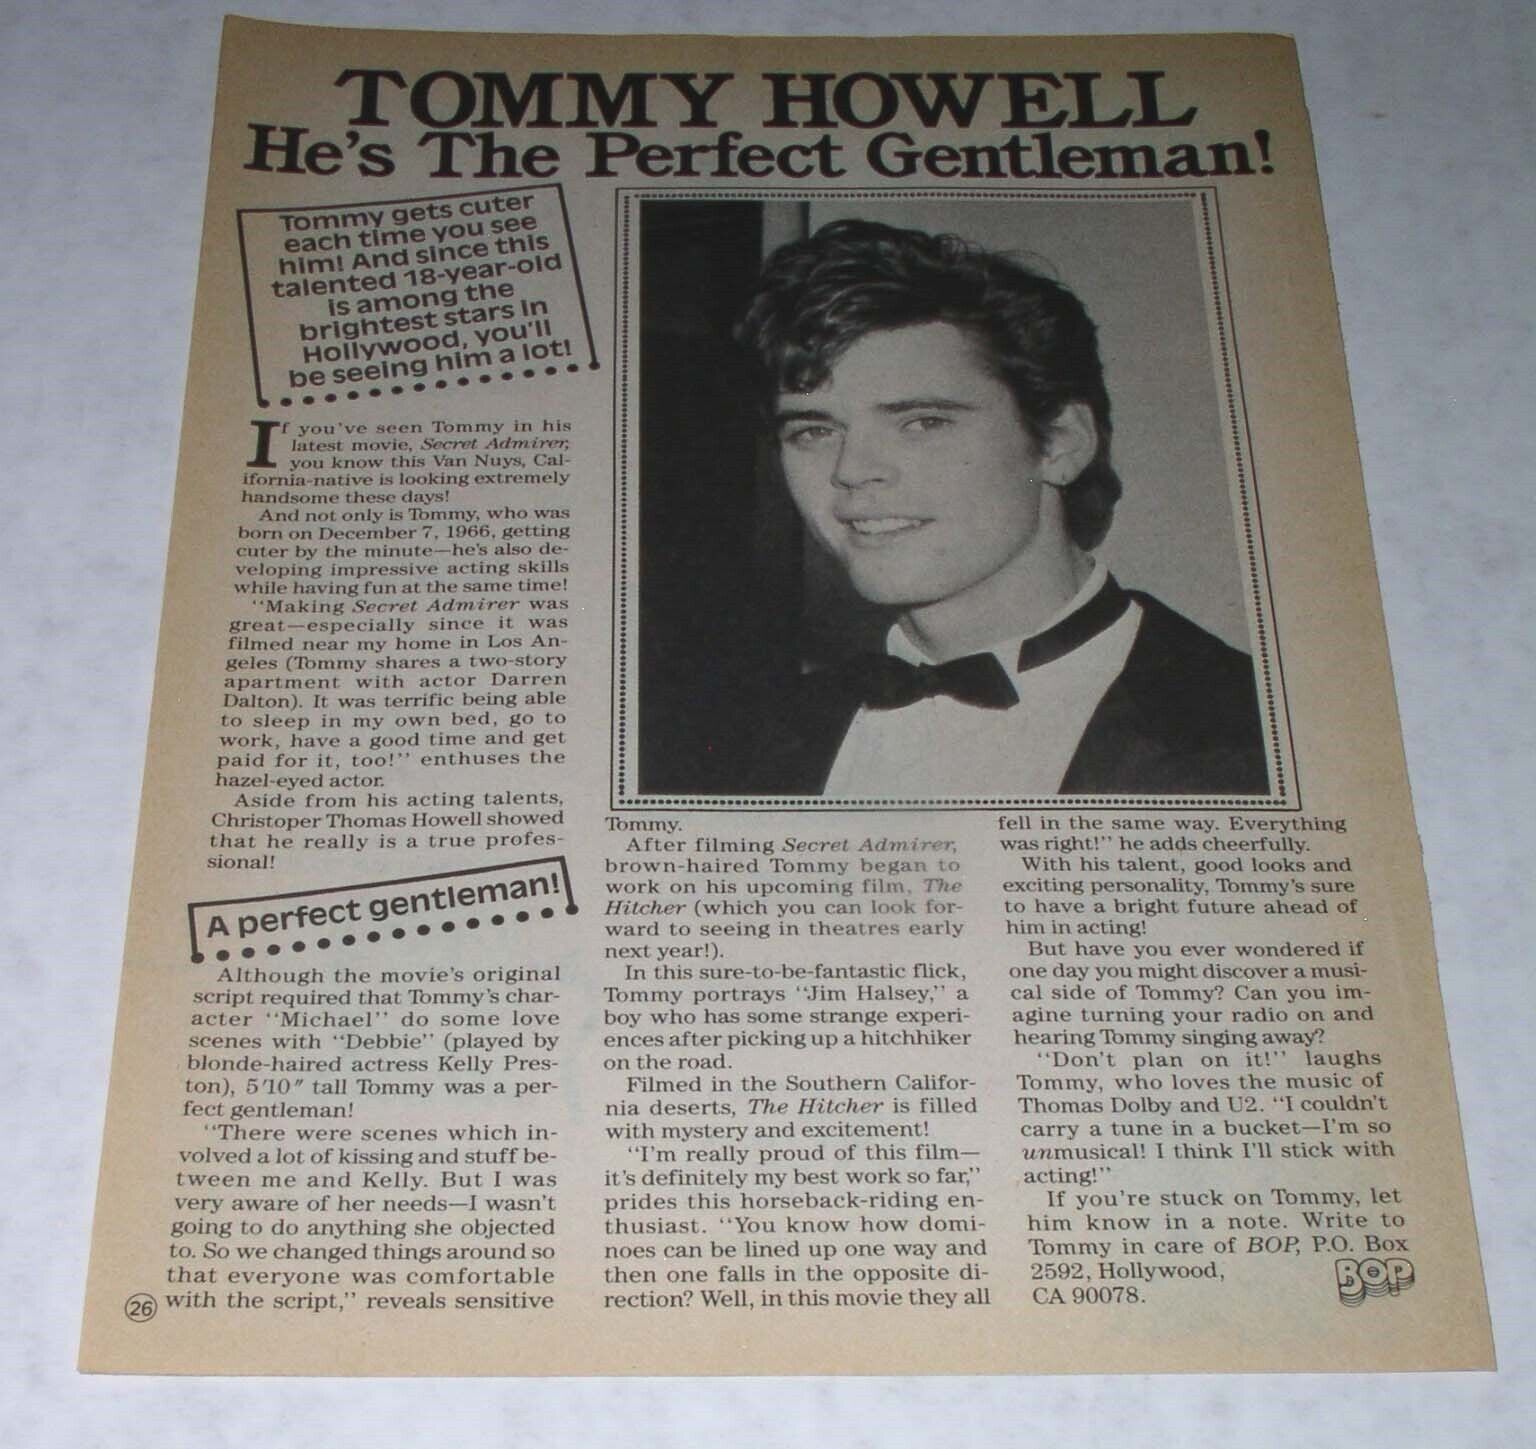 TOMMY HOWELL
He's The Perfect Gentleman!
Tommy gets cuter
each time you see
him! And since this
talented 18-year-old
is among the
brightest stars in
Hollywood, you'll
be seeing him a lot!
If you've seen Tommy in his
latest movie, Secret Admirer,
you know this Van Nuys, Cal-
ifornia-native is looking extremely
handsome these days!
And not only is Tommy, who was
born on December 7, 1966, getting
cuter by the minute—he's also de-
veloping impressive acting skills
while having fun at the same time!
"Making Secret Admirer was
great—especially since it was
filmed near my home in Los An-
geles (Tommy shares a two-story
apartment with actor Darren
Dalton). It was terrific being able
to sleep in my own bed, go to
work, have a good time and get
paid for it, too!" enthuses the
hazel-eyed actor.
Aside from his acting talents,
Christoper Thomas Howell showed
that he really is a true profes-
sional!
A perfect gentleman!
Although the movie's original
script required that Tommy's char-
acter "Michael" do some love
scenes with "Debbie" (played by
blonde-haired actress Kelly Pres-
ton), 5'10" tall Tommy was a per-
fect gentleman!
"There were scenes which in-
volved a lot of kissing and stuff be-
tween me and Kelly. But I was
very aware of her needs—I wasn't
going to do anything she objected
to. So we changed things around so
that everyone was comfortable
with the script," reveals sensitive
26
Tommy.
After filming Secret Admirer,
brown-haired Tommy began to
work on his upcoming film, The
Hitcher (which you can look for-
ward to seeing in theatres early
next year!).
In this sure-to-be-fantastic flick,
Tommy portrays "Jim Halsey," a
boy who has some strange experi-
ences after picking up a hitchhiker
on the road.
Filmed in the Southern Califor-
nia deserts, The Hitcher is filled
with mystery and excitement!
"I'm really proud of this film—
it's definitely my best work so far,"
prides this horseback-riding en-
thusiast. "You know how domi-
noes can be lined up one way and
then one falls in the opposite di-
rection? Well, in this movie they all
fell in the same way. Everything
was right!" he adds cheerfully.
With his talent, good looks and
exciting personality, Tommy's sure
to have a bright future ahead of
him in acting!
But have you ever wondered if
one day you might discover a musi-
cal side of Tommy? Can you im-
agine turning your radio on and
hearing Tommy singing away?
"Don't plan on it!" laughs
Tommy, who loves the music of
Thomas Dolby and U2. "I couldn't
carry a tune in a bucket—I'm so
unmusical! I think I'll stick with
acting!"
If you're stuck on Tommy, let
him know in a note. Write to
Tommy in care of BOP, P.O. Box
2592, Hollywood,
CA 90078.
BOP